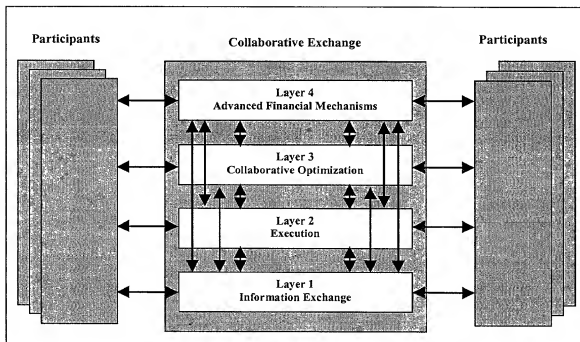 Participants
Collaborative Exchange
Participants
Layer 4
Advanced Financial Mechanisms
Layer 3
Collaborative Optimization
Layer 2
Execution
Layer 1
Information Exchange